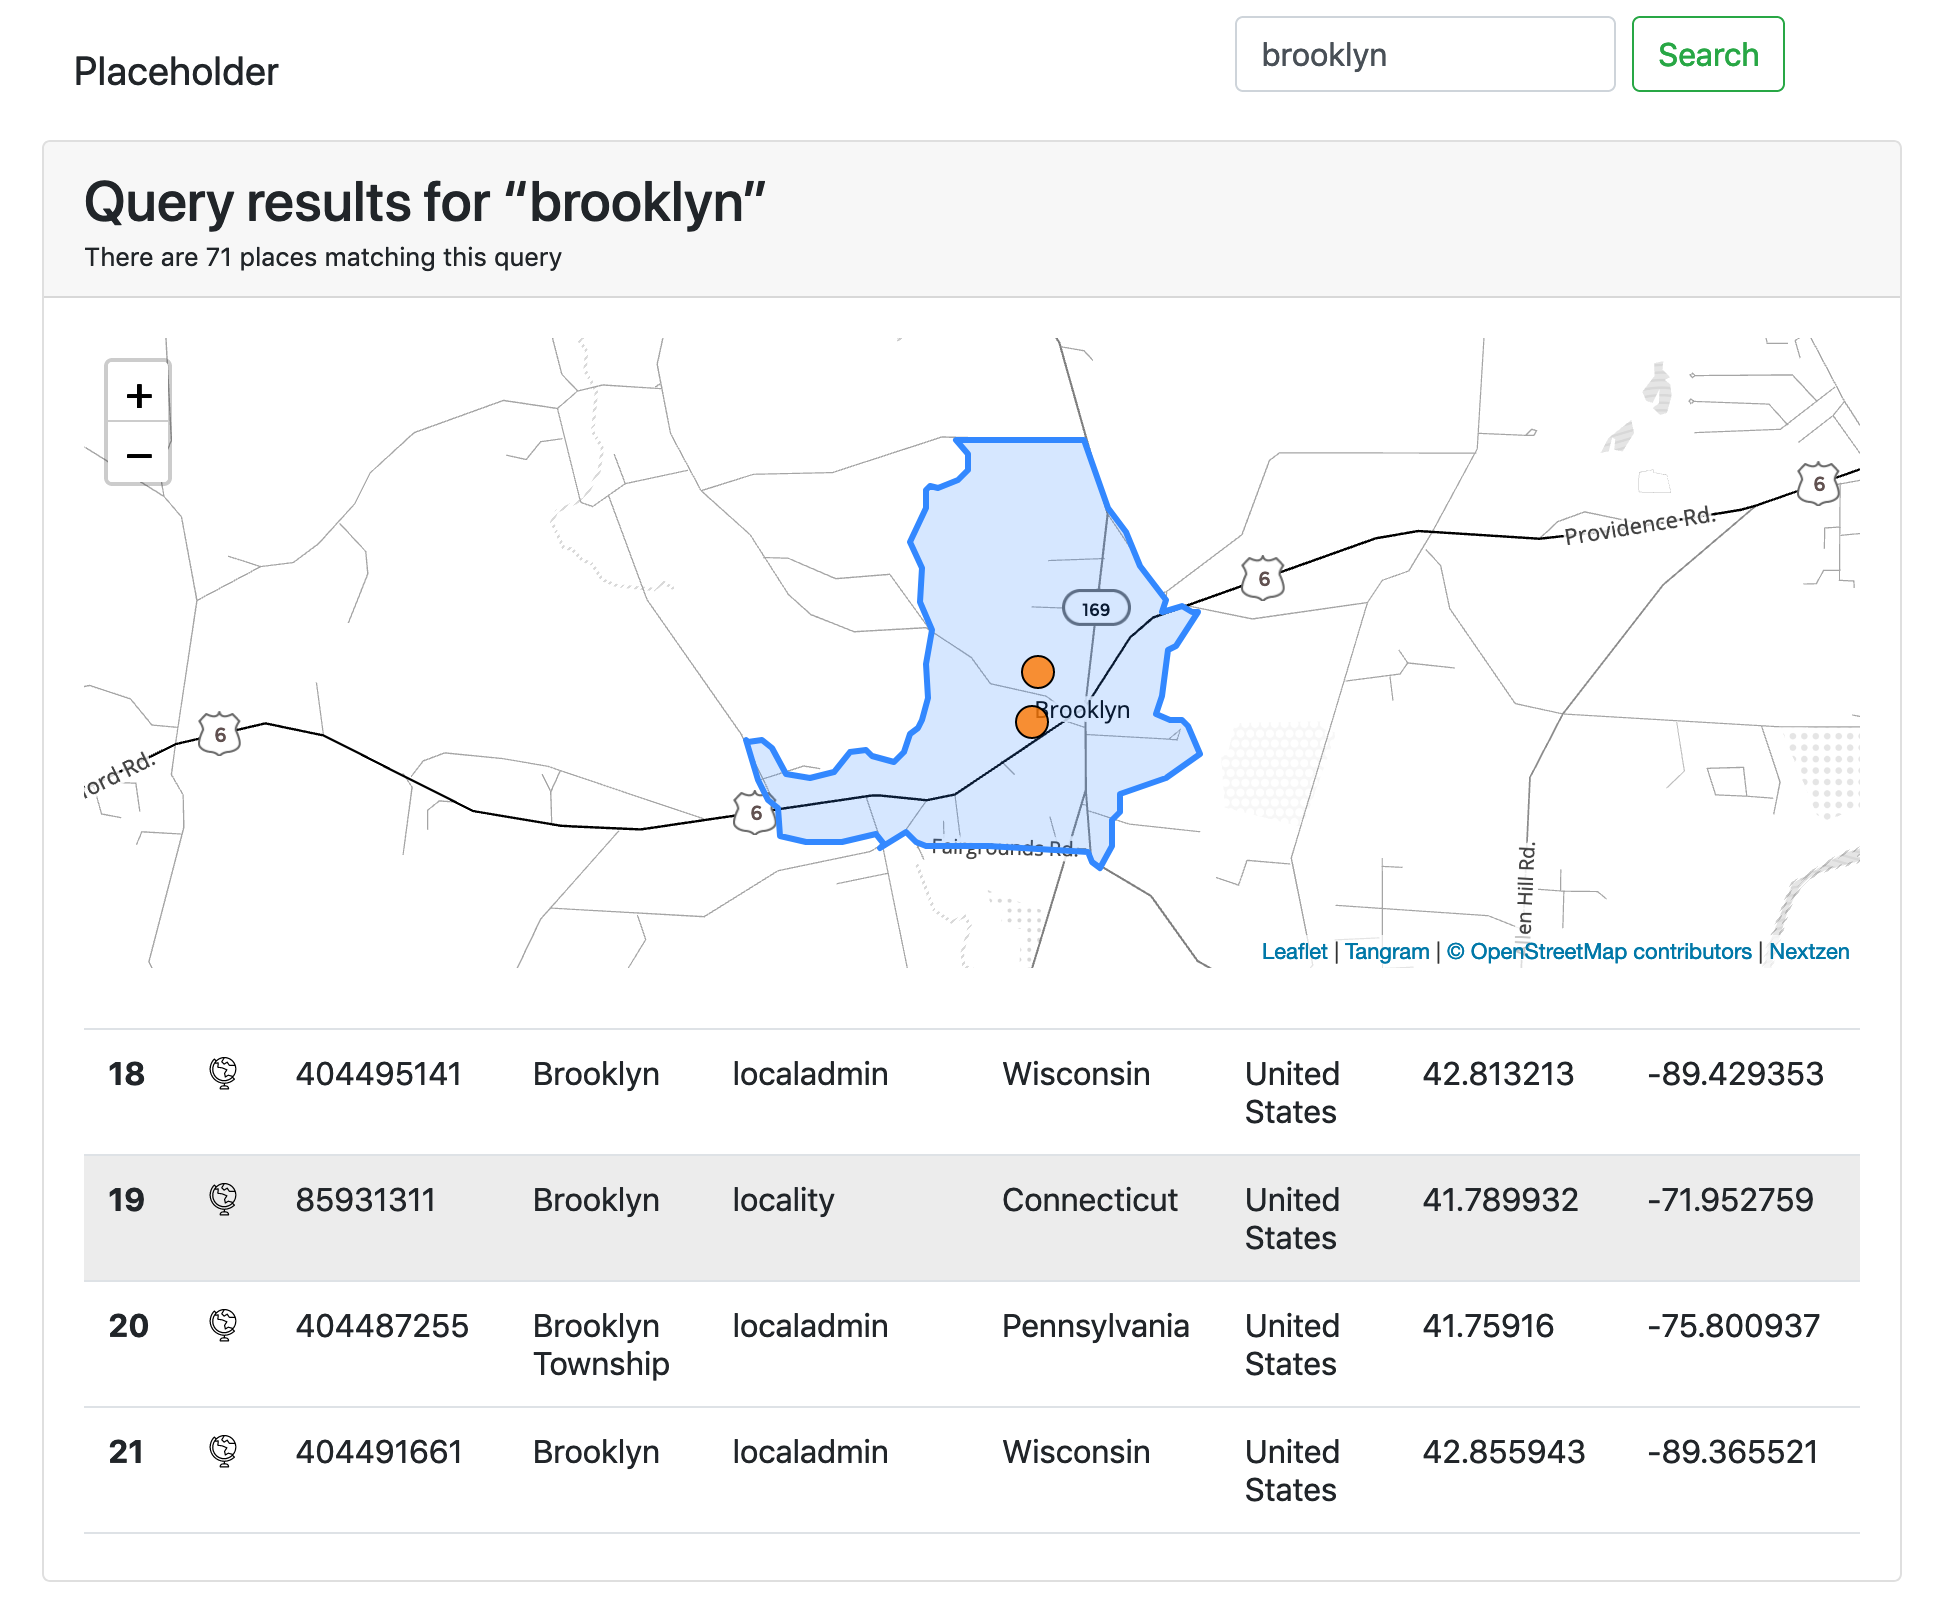 Placeholder
brooklyn
Search
Query results for “brooklyn”
There are 71 places matching this query
+
−
6
Providence Rd.
6
169
Brooklyn
6
ord Rd.
6
Fairgrounds Rd.
len Hill Rd.
Leaflet | Tangram | © OpenStreetMap contributors | Nextzen
18 404495141 Brooklyn localadmin Wisconsin United 42.813213 -89.429353
States
19 85931311 Brooklyn locality Connecticut United 41.789932 -71.952759
States
20 404487255 Brooklyn localadmin Pennsylvania United 41.75916 -75.800937
Township States
21 404491661 Brooklyn localadmin Wisconsin United 42.855943 -89.365521
States